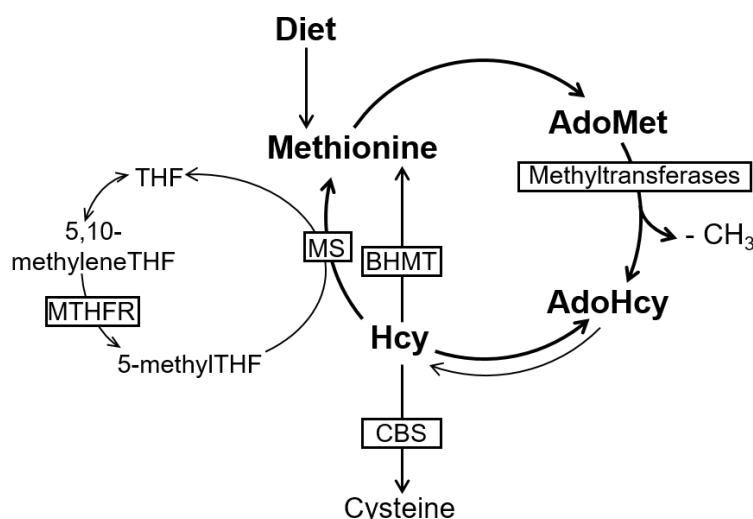 Diet
AdoMet
Methionine
Methyltransferases
THF
5,10-
methyleneTHF
MS
BHMT
- CH₃
MTHFR
AdoHcy
Hcy
5-methylTHF
CBS
Cysteine